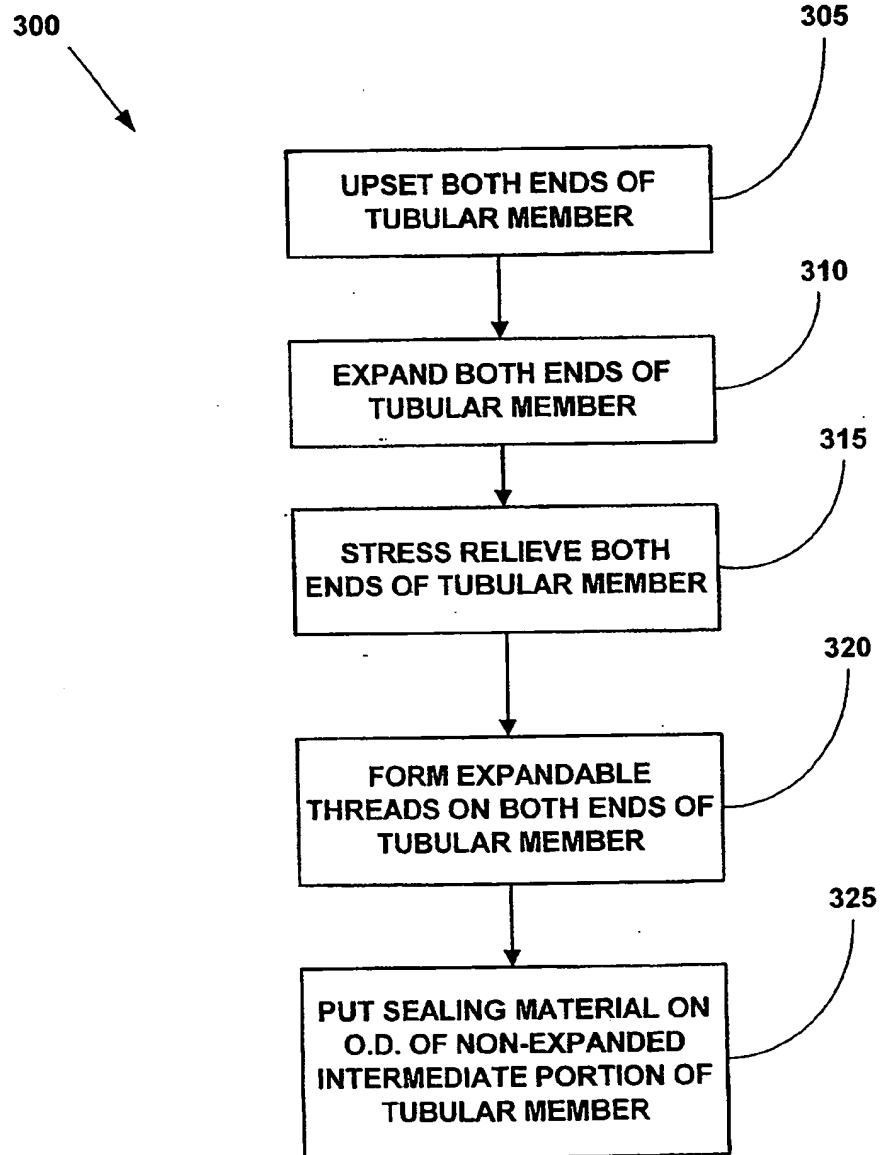 300
305
UPSET BOTH ENDS OF
TUBULAR MEMBER
310
EXPAND BOTH ENDS OF
TUBULAR MEMBER
315
STRESS RELIEVE BOTH
ENDS OF TUBULAR MEMBER
320
FORM EXPANDABLE
THREADS ON BOTH ENDS OF
TUBULAR MEMBER
325
PUT SEALING MATERIAL ON
O.D. OF NON-EXPANDED
INTERMEDIATE PORTION OF
TUBULAR MEMBER